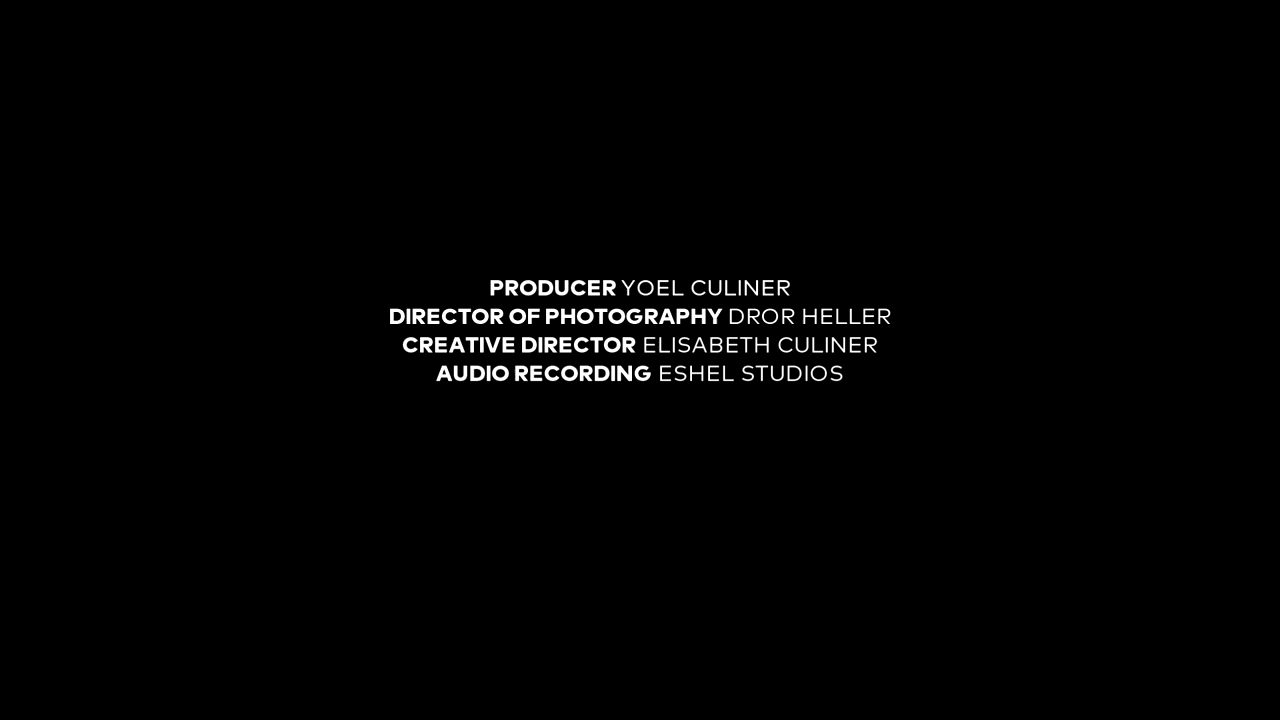 PRODUCER YOEL CULINER
DIRECTOR OF PHOTOGRAPHY DROR HELLER
CREATIVE DIRECTOR ELISABETH CULINER
AUDIO RECORDING ESHEL STUDIOS